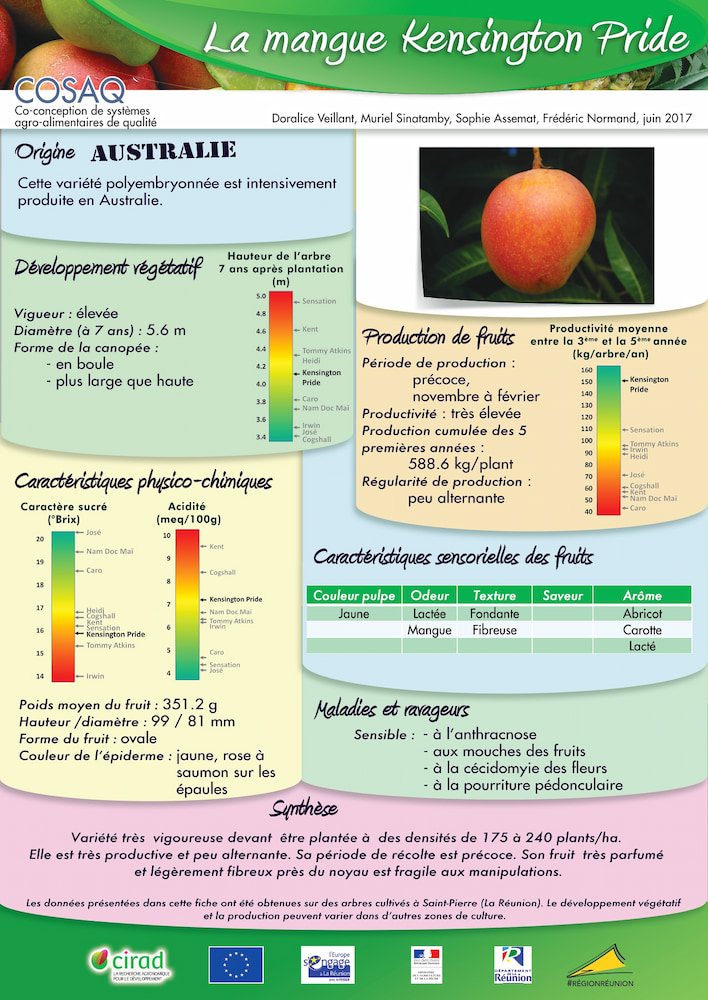 La mangue Kensington Pride
COSAQ
Co-conception de systèmes
agro-alimentaires de qualité
Doralice Veillant, Muriel Sinatamby, Sophie Assemat, Frédéric Normand, juin 2017
Origine AUSTRALIE
Cette variété polyembryonnée est intensivement
produite en Australie.
Développement végétatif
Vigueur : élevée
Diamètre (à 7 ans) : 5.6 m
Forme de la canopée :
- en boule
- plus large que haute
Hauteur de l'arbre
7 ans après plantation
(m)
5.0
Sensation
4.8
4.6
Kent
4.4
Tommy Atkins
Heidi
4.2
Kensington
Pride
4.0
3.8
Caro
Nam Doc Maï
3.6
Irwin
José
3.4
Cogshall
Production de fruits
Période de production :
précoce,
novembre à février
Productivité : très élevée
Production cumulée des 5
premières années :
588.6 kg/plant
Régularité de production :
peu alternante
Productivité moyenne
entre la 3ème et la 5ème année
(kg/arbre/an)
160
150
Kensington
Pride
140
130
120
110
Sensation
100
Tommy Atkins
90
Irwin
Heidi
80
70
José
60
Cogshall
Kent
50
Nam Doc Maï
40
Caro
Caractéristiques physico-chimiques
Caractère sucré
(°Brix)
20
José
Nam Doc Maï
19
Caro
18
17
Heidi
Cogshall
Kent
16
Sensation
Kensington Pride
Tommy Atkins
15
14
Irwin
Acidité
(meq/100g)
10
Kent
9
Cogshall
8
7
Kensington Pride
Nam Doc Maï
6
Tommy Atkins
Irwin
5
Caro
Sensation
4
José
Poids moyen du fruit : 351.2 g
Hauteur /diamètre : 99 / 81 mm
Forme du fruit : ovale
Couleur de l'épiderme : jaune, rose à
saumon sur les
épaules
Caractéristiques sensorielles des fruits
Couleur pulpe Odeur Texture Saveur Arôme
Jaune Lactée Fondante Abricot
Mangue Fibreuse Carotte
Lacté
Maladies et ravageurs
Sensible : - à l'anthracnose
- aux mouches des fruits
- à la cécidomyie des fleurs
- à la pourriture pédonculaire
Synthèse
Variété très vigoureuse devant être plantée à des densités de 175 à 240 plants/ha.
Elle est très productive et peu alternante. Sa période de récolte est précoce. Son fruit très parfumé
et légèrement fibreux près du noyau est fragile aux manipulations.
Les données présentées dans cette fiche ont été obtenues sur des arbres cultivés à Saint-Pierre (La Réunion). Le développement végétatif
et la production peuvent varier dans d'autres zones de culture.
cirad
LA RECHERCHE AGRONOMIQUE
POUR LE DÉVELOPPEMENT
l'Europe
s'engage
à La Réunion
DÉPARTEMENT
DE LA
Réunion
#RÉGIONRÉUNION